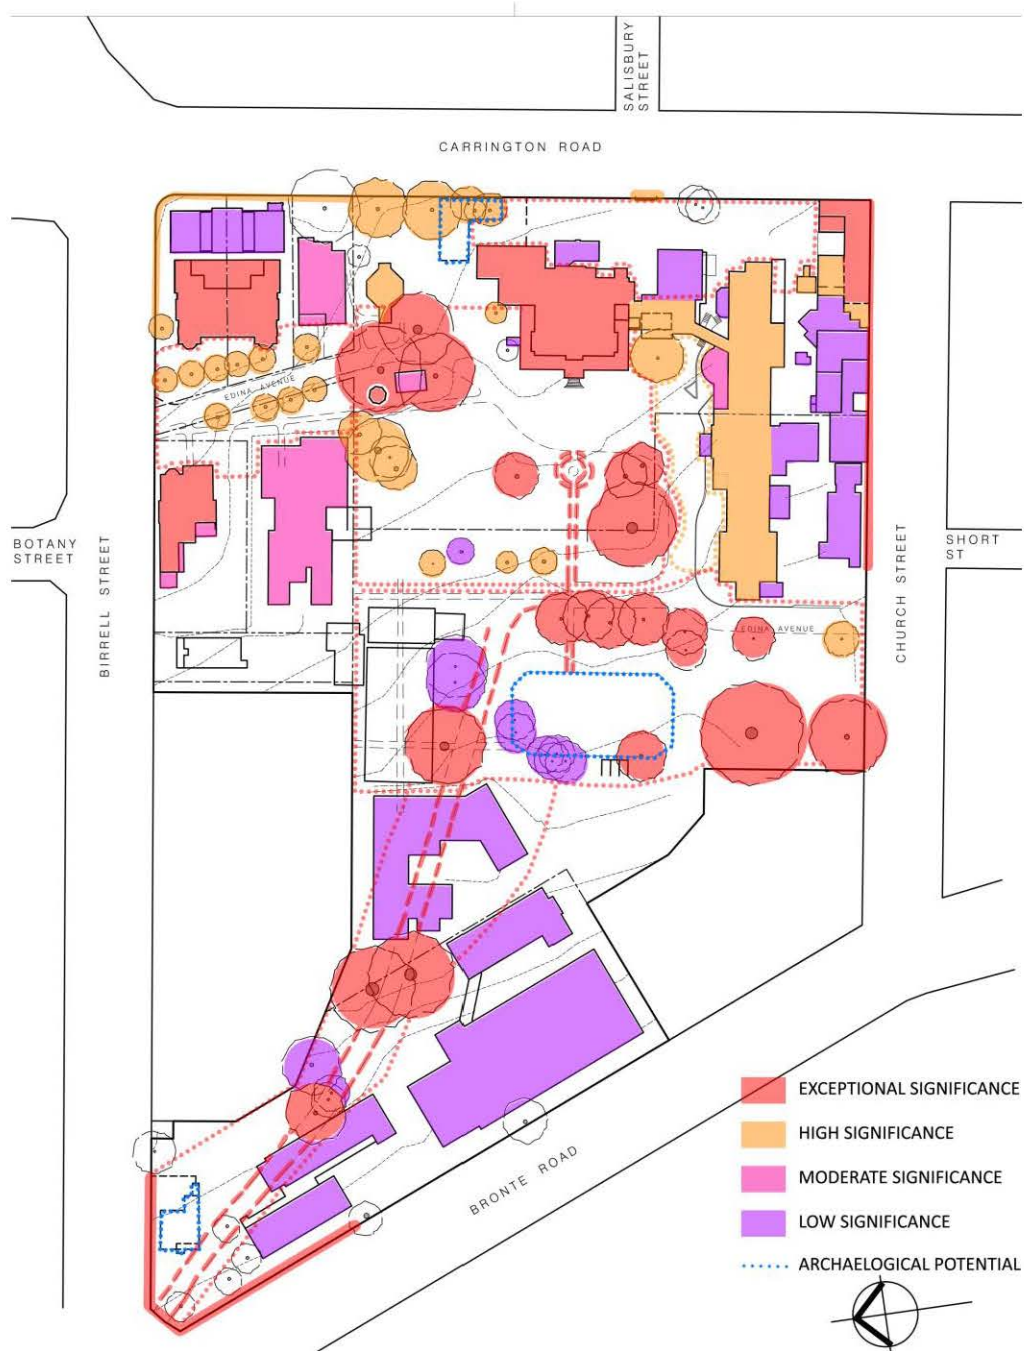 SALISBURY
STREET
CARRINGTON ROAD
EDINA AVENUE
BOTANY
STREET
BIRRELL STREET
SHORT
ST
CHURCH STREET
EDINA AVENUE
BRONTE ROAD
EXCEPTIONAL SIGNIFICANCE
HIGH SIGNIFICANCE
MODERATE SIGNIFICANCE
LOW SIGNIFICANCE
ARCHAELOGICAL POTENTIAL